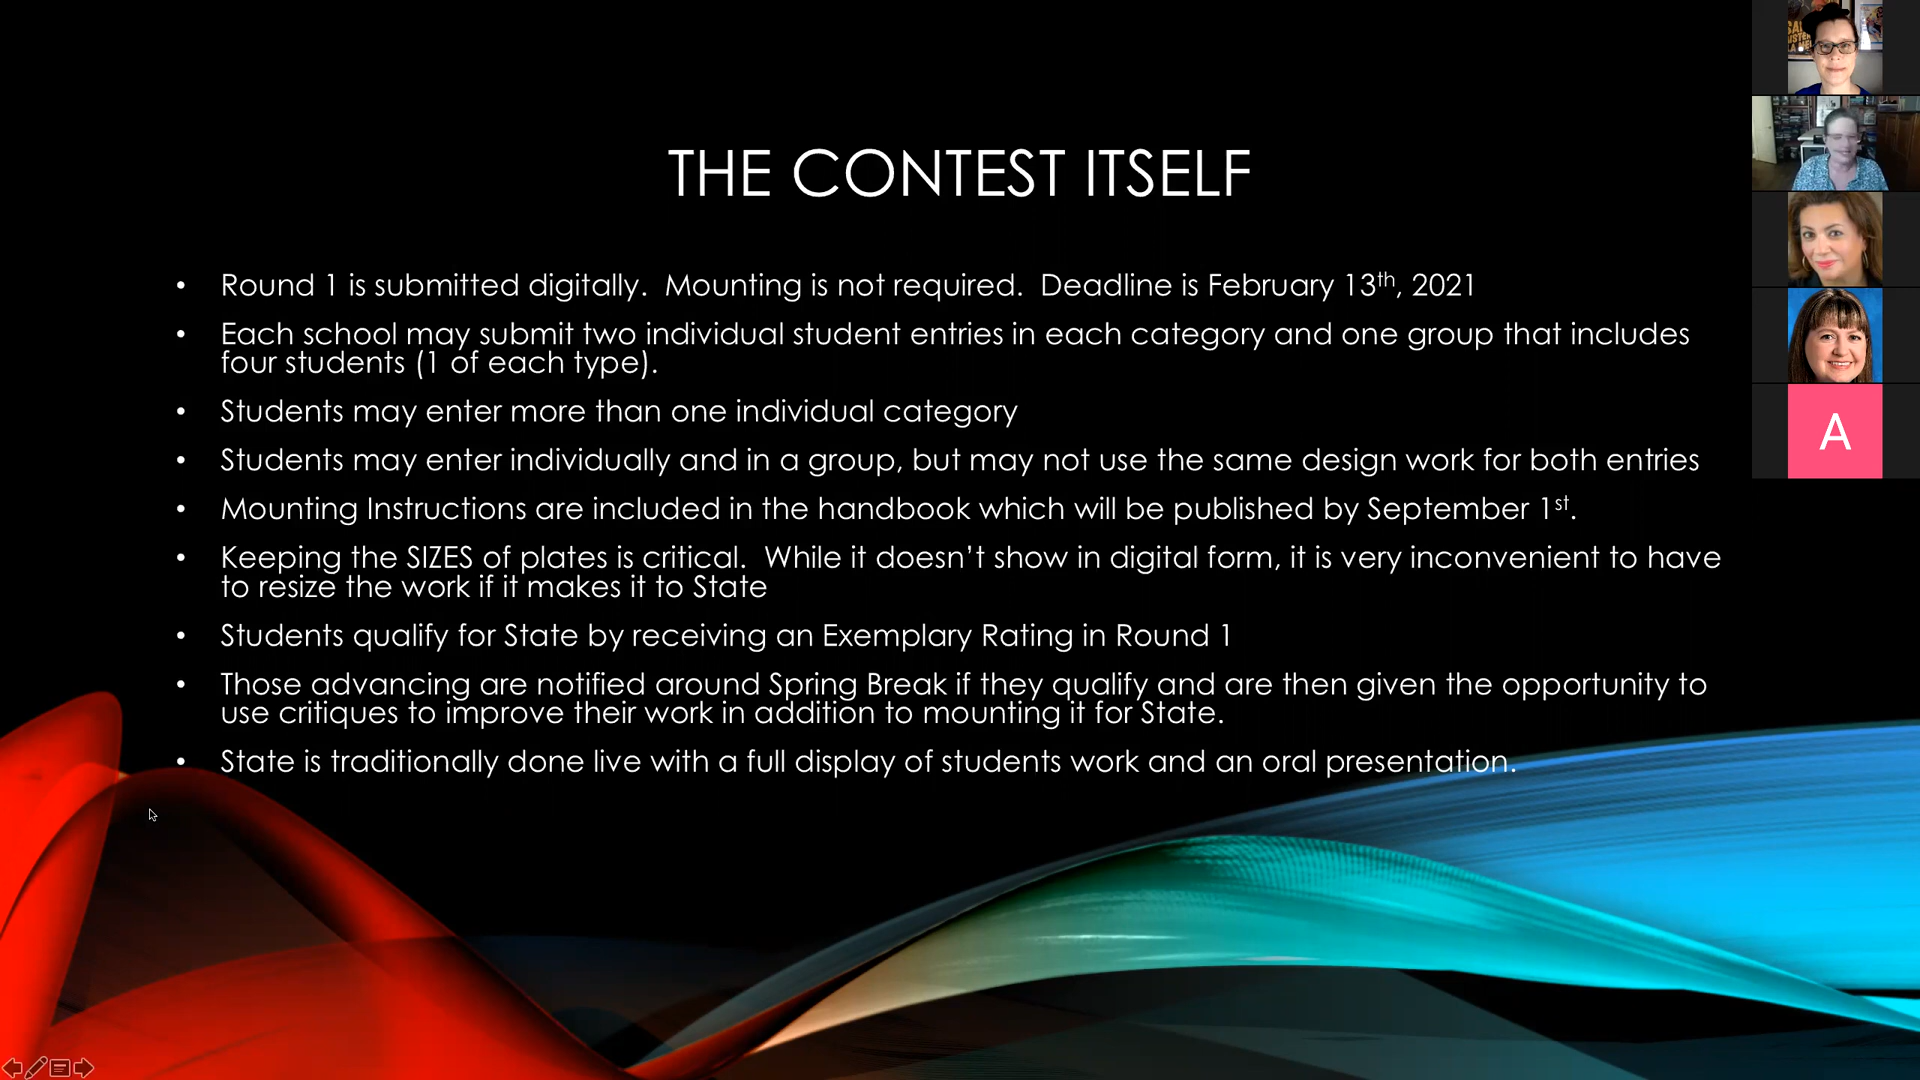 THE CONTEST ITSELF
• Round 1 is submitted digitally.  Mounting is not required.  Deadline is February 13th, 2021
• Each school may submit two individual student entries in each category and one group that includes
four students (1 of each type).
• Students may enter more than one individual category
• Students may enter individually and in a group, but may not use the same design work for both entries
• Mounting Instructions are included in the handbook which will be published by September 1st.
• Keeping the SIZES of plates is critical.  While it doesn’t show in digital form, it is very inconvenient to have
to resize the work if it makes it to State
• Students qualify for State by receiving an Exemplary Rating in Round 1
• Those advancing are notified around Spring Break if they qualify and are then given the opportunity to
use critiques to improve their work in addition to mounting it for State.
• State is traditionally done live with a full display of students work and an oral presentation.
A